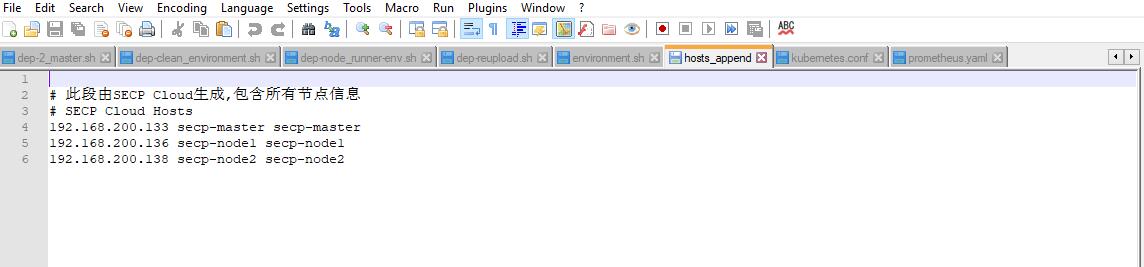 File Edit Search View Encoding Language Settings Tools Macro Run Plugins Window ?
ABC
dep-2_master.sh dep-clean_environment.sh dep-node_runner-env.sh dep-reupload.sh environment.sh hosts_append kubernetes.conf prometheus.yaml
1
2 # 此段由SECP Cloud生成,包含所有节点信息
3 # SECP Cloud Hosts
4 192.168.200.133 secp-master secp-master
5 192.168.200.136 secp-node1 secp-node1
6 192.168.200.138 secp-node2 secp-node2